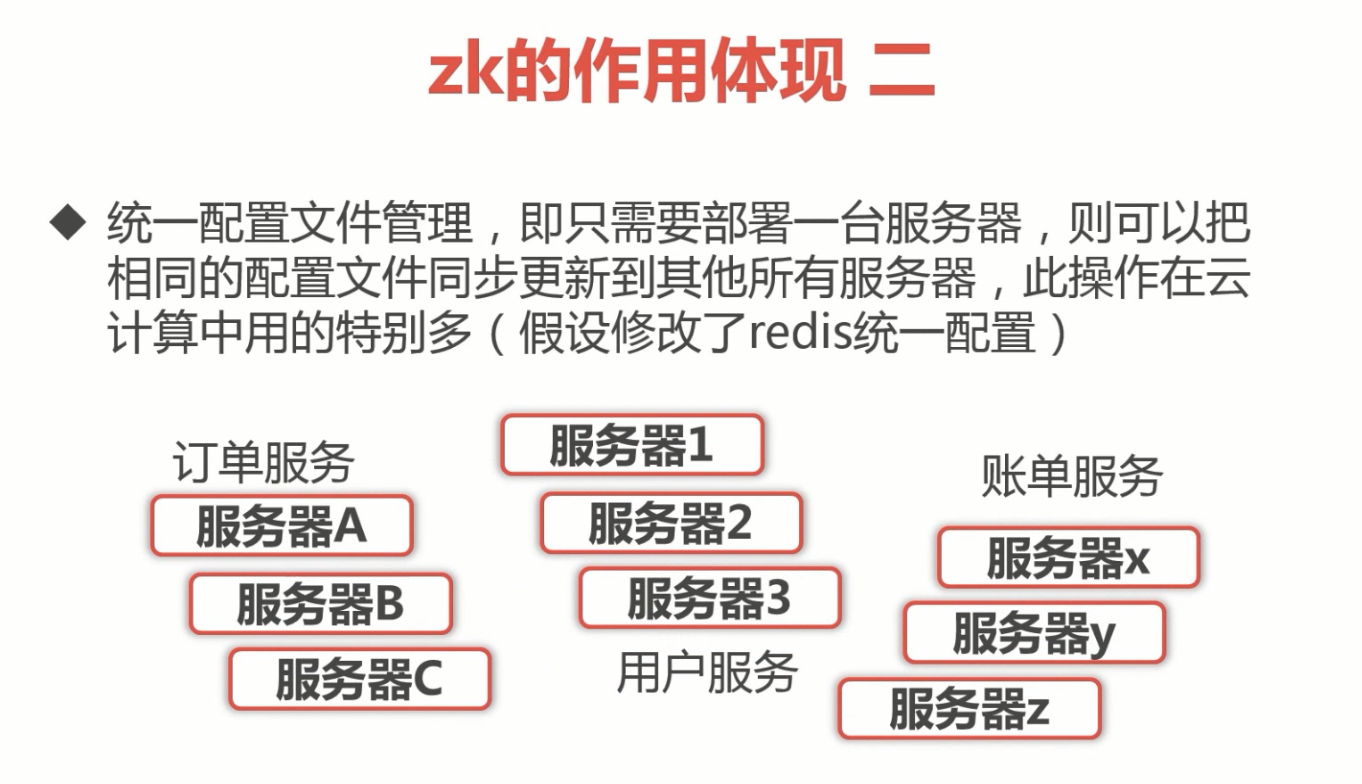 zk的作用体现 二
◆ 统一配置文件管理，即只需要部署一台服务器，则可以把
相同的配置文件同步更新到其他所有服务器，此操作在云
计算中用的特别多（假设修改了redis统一配置）
订单服务
服务器A
服务器B
服务器C
服务器1
服务器2
服务器3
用户服务
账单服务
服务器x
服务器y
服务器z